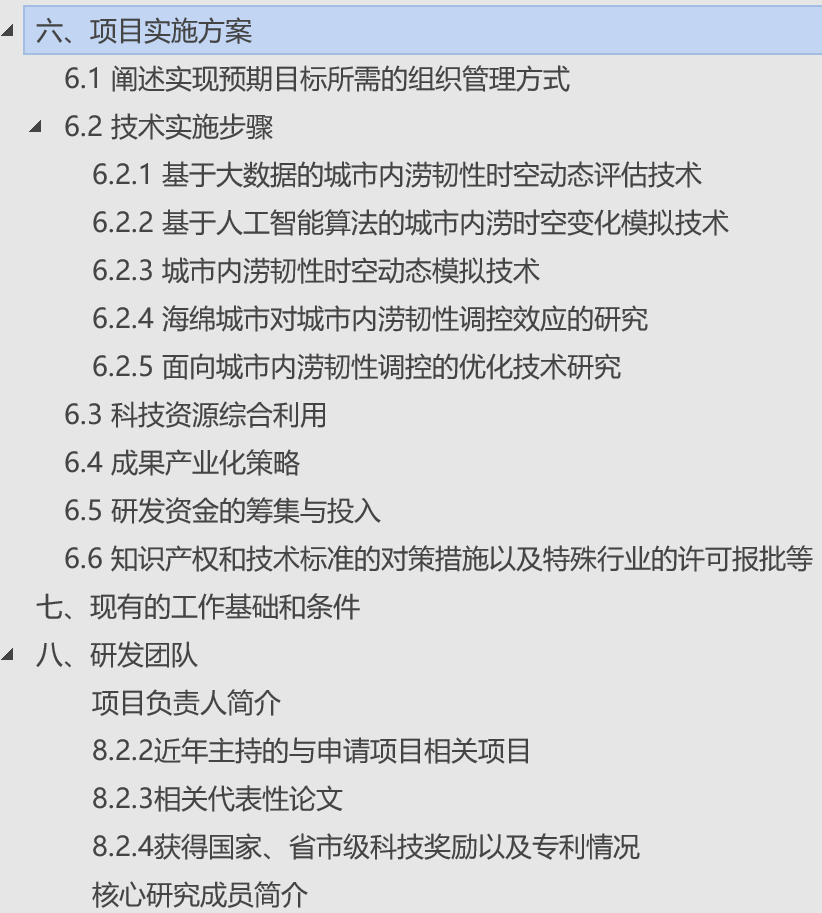 六、项目实施方案
6.1 阐述实现预期目标所需的组织管理方式
6.2 技术实施步骤
6.2.1 基于大数据的城市内涝韧性时空动态评估技术
6.2.2 基于人工智能算法的城市内涝时空变化模拟技术
6.2.3 城市内涝韧性时空动态模拟技术
6.2.4 海绵城市对城市内涝韧性调控效应的研究
6.2.5 面向城市内涝韧性调控的优化技术研究
6.3 科技资源综合利用
6.4 成果产业化策略
6.5 研发资金的筹集与投入
6.6 知识产权和技术标准的对策措施以及特殊行业的许可报批等
七、现有的工作基础和条件
八、研发团队
项目负责人简介
8.2.2近年主持的与申请项目相关项目
8.2.3相关代表性论文
8.2.4获得国家、省市级科技奖励以及专利情况
核心研究成员简介